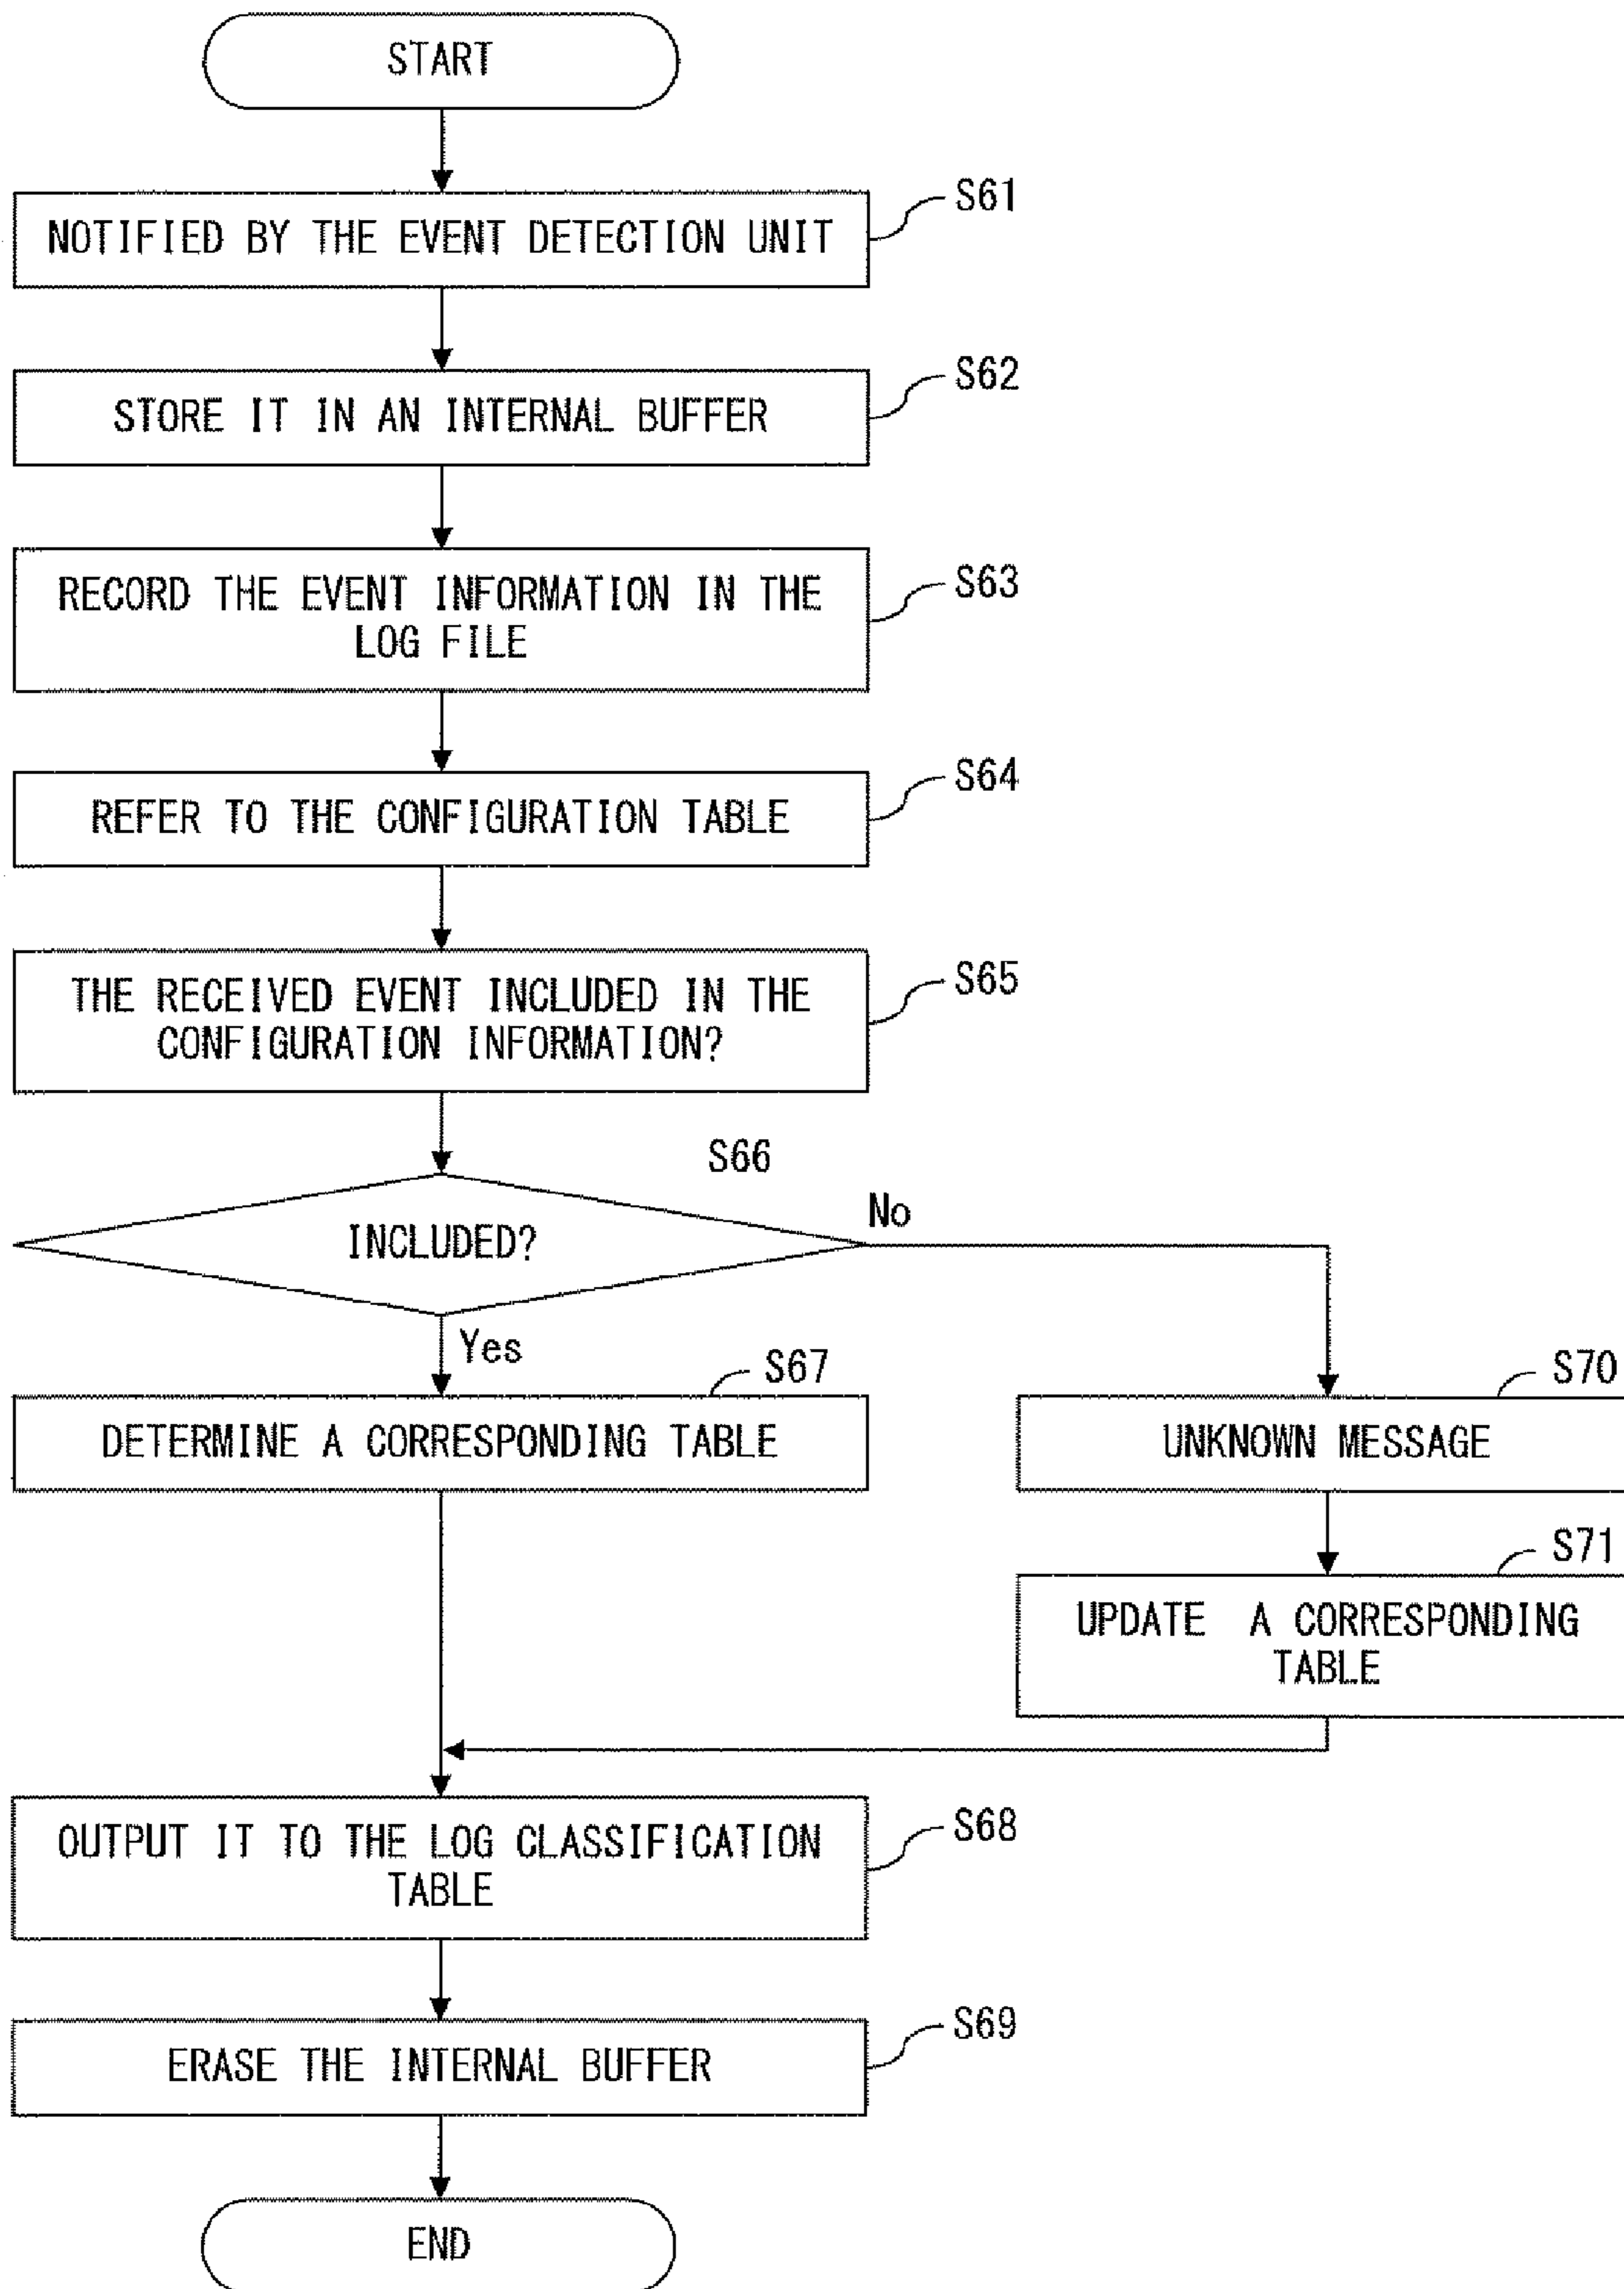 START
NOTIFIED BY THE EVENT DETECTION UNIT
S61
STORE IT IN AN INTERNAL BUFFER
S62
RECORD THE EVENT INFORMATION IN THE
LOG FILE
S63
REFER TO THE CONFIGURATION TABLE
S64
THE RECEIVED EVENT INCLUDED IN THE
CONFIGURATION INFORMATION?
S65
S66
INCLUDED?
No
Yes
S67
DETERMINE A CORRESPONDING TABLE
S70
UNKNOWN MESSAGE
S71
UPDATE A CORRESPONDING
TABLE
OUTPUT IT TO THE LOG CLASSIFICATION
TABLE
S68
ERASE THE INTERNAL BUFFER
S69
END